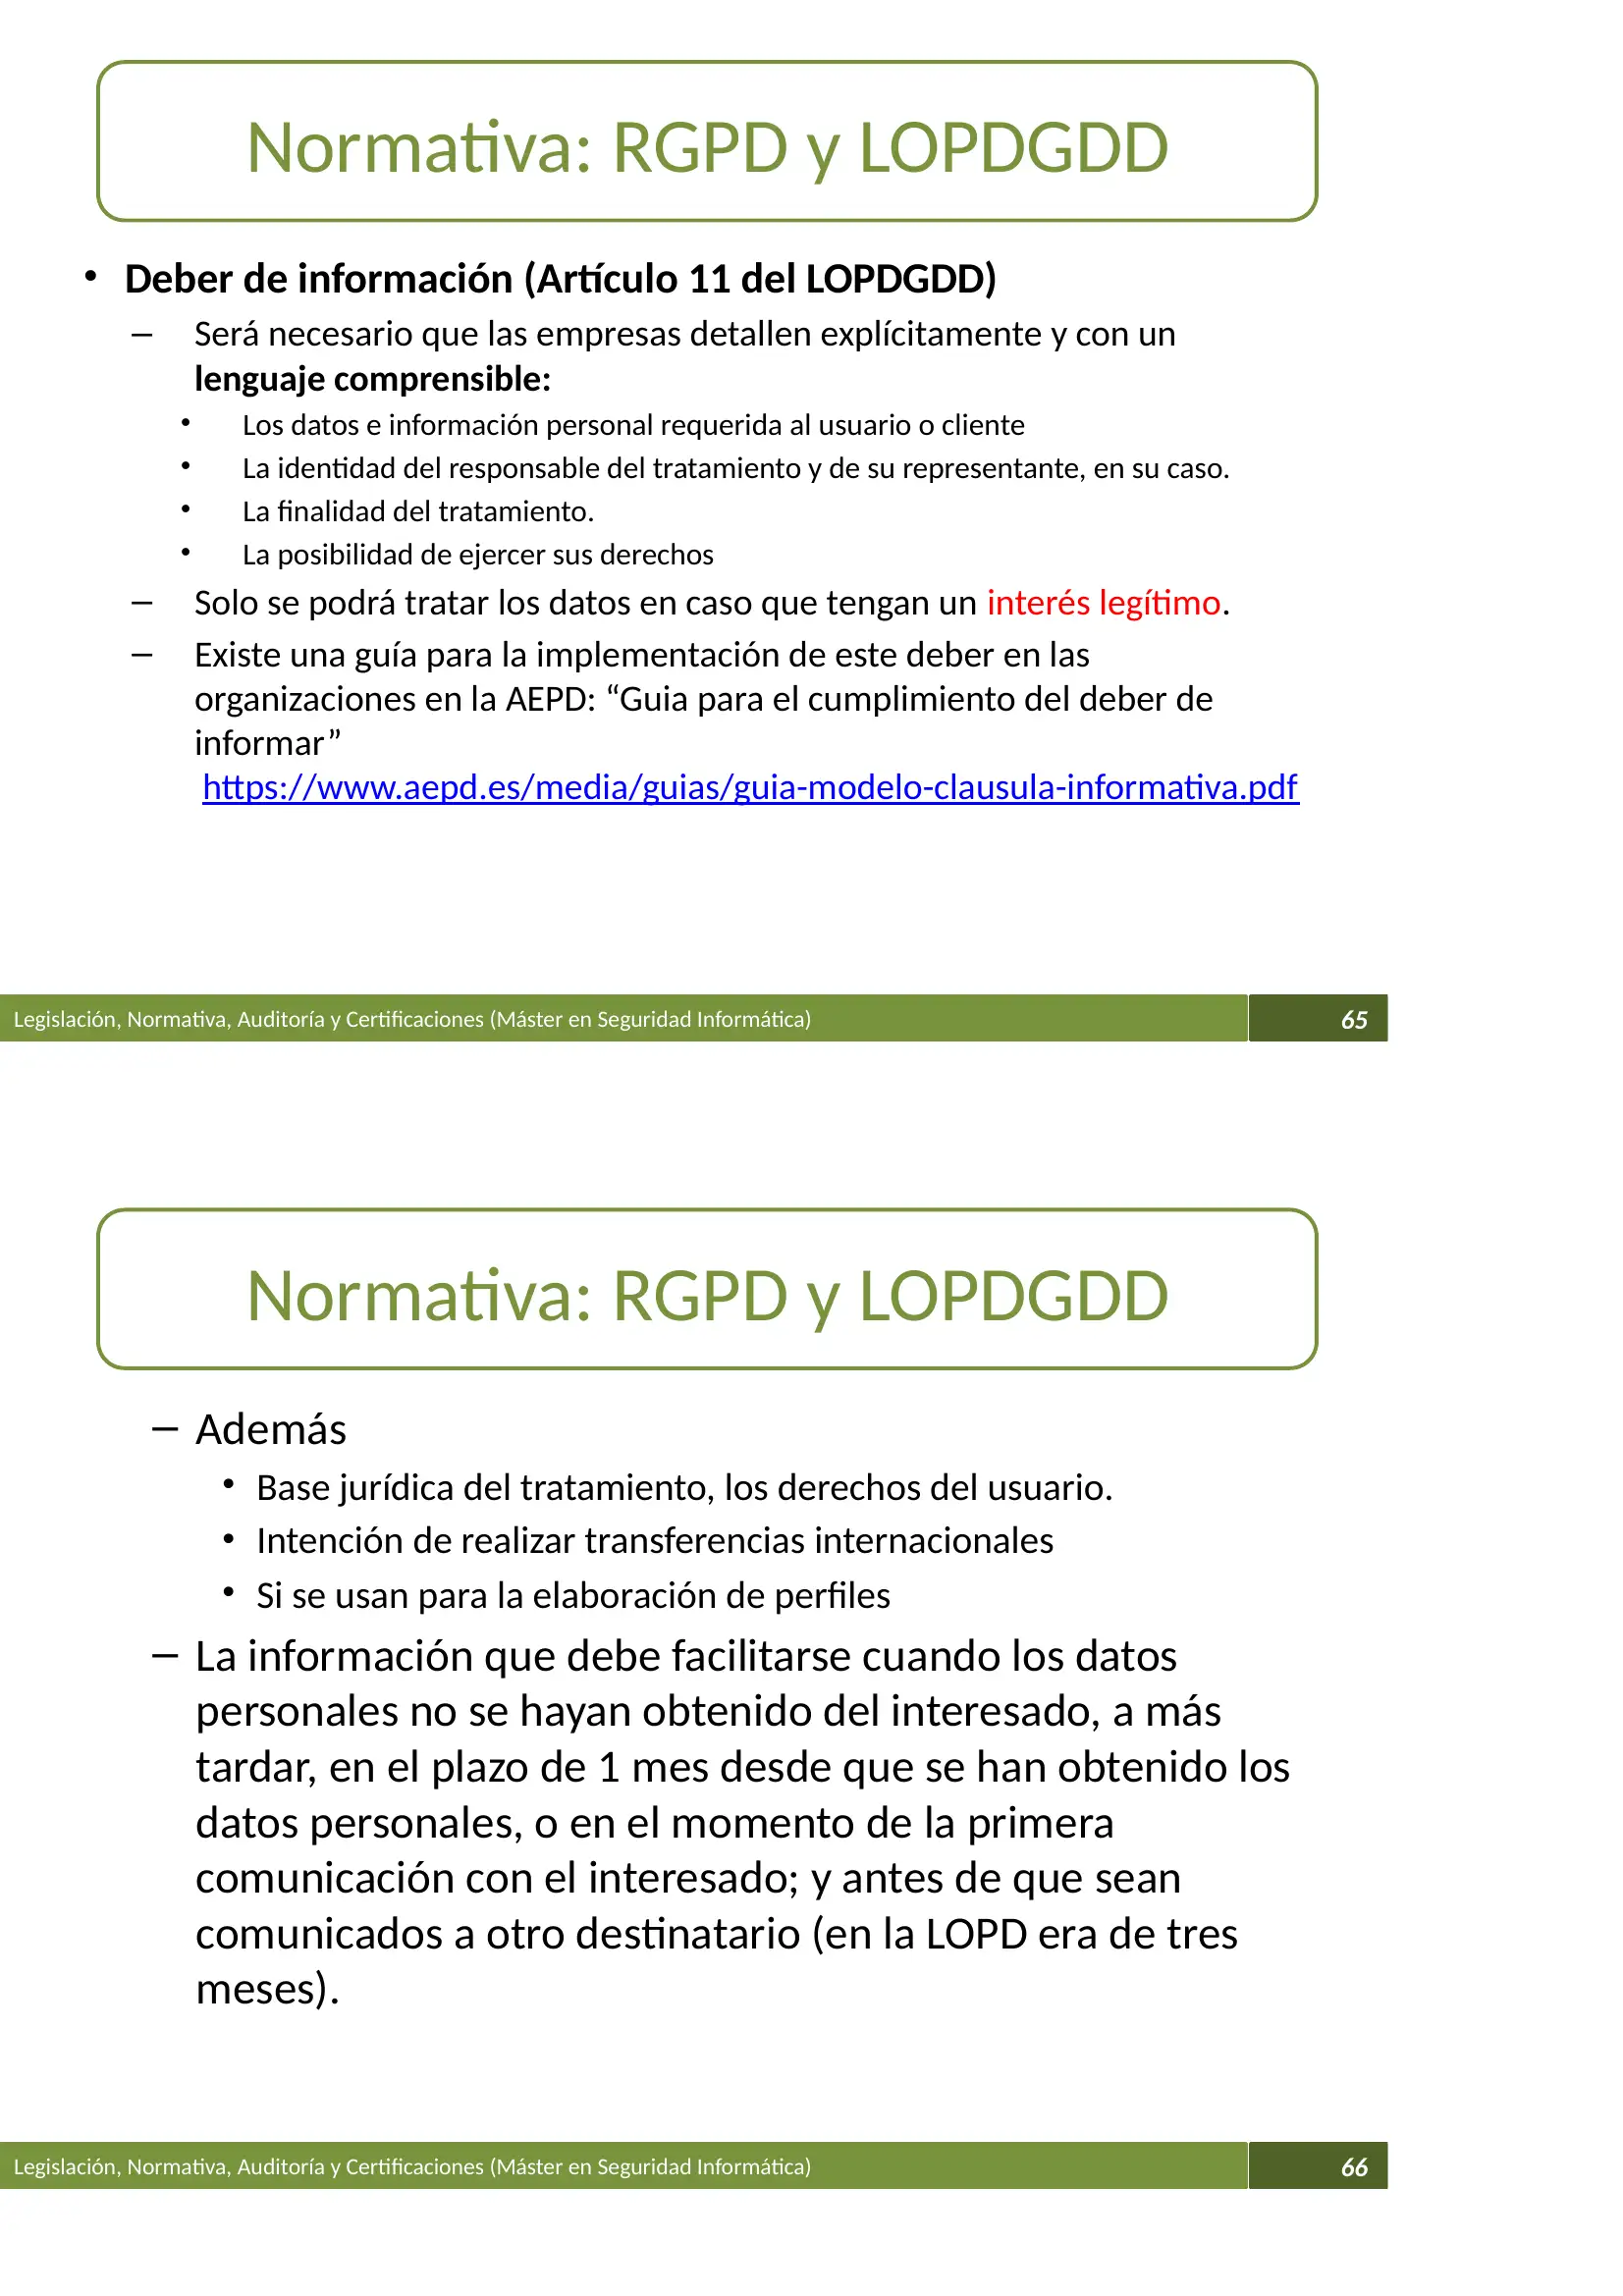 Normativa: RGPD y LOPDGDD
• Deber de información (Artículo 11 del LOPDGDD)
– Será necesario que las empresas detallen explícitamente y con un
lenguaje comprensible:
• Los datos e información personal requerida al usuario o cliente
• La identidad del responsable del tratamiento y de su representante, en su caso.
• La finalidad del tratamiento.
• La posibilidad de ejercer sus derechos
– Solo se podrá tratar los datos en caso que tengan un interés legítimo.
– Existe una guía para la implementación de este deber en las
organizaciones en la AEPD: “Guia para el cumplimiento del deber de
informar”
https://www.aepd.es/media/guias/guia-modelo-clausula-informativa.pdf
Legislación, Normativa, Auditoría y Certificaciones (Máster en Seguridad Informática)
65
Normativa: RGPD y LOPDGDD
– Además
• Base jurídica del tratamiento, los derechos del usuario.
• Intención de realizar transferencias internacionales
• Si se usan para la elaboración de perfiles
– La información que debe facilitarse cuando los datos
personales no se hayan obtenido del interesado, a más
tardar, en el plazo de 1 mes desde que se han obtenido los
datos personales, o en el momento de la primera
comunicación con el interesado; y antes de que sean
comunicados a otro destinatario (en la LOPD era de tres
meses).
Legislación, Normativa, Auditoría y Certificaciones (Máster en Seguridad Informática)
66